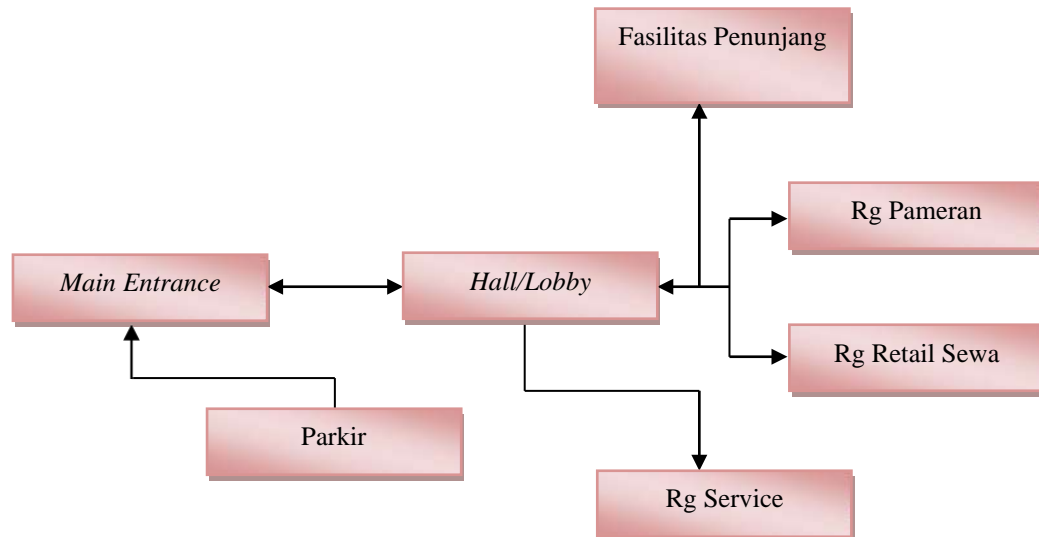 Fasilitas Penunjang
Rg Pameran
Main Entrance
Hall/Lobby
Rg Retail Sewa
Parkir
Rg Service